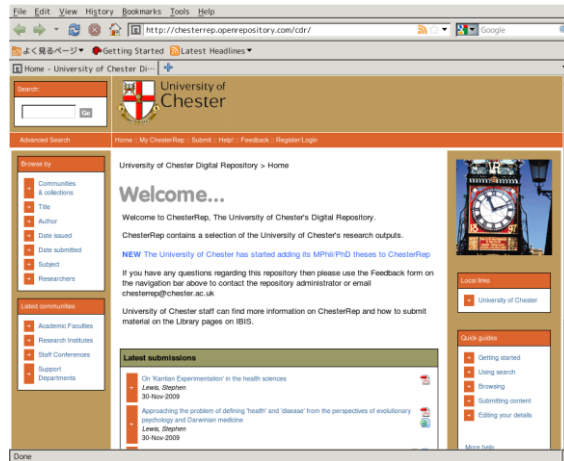 File Edit View History Bookmarks Tools Help
http://chesterrep.openrepository.com/cdr/
Google
よく見るページ Getting Started Latest Headlines
Home - University of Chester Di...
Search:
Go
Advanced Search
University of
Chester
Home :: My ChesterRep :: Submit :: Help! :: Feedback :: Register/Login
Browse by
Communities
& collections
Title
Author
Date issued
Date submitted
Subject
Researchers
Listed communities
Academic Faculties
Research Institutes
Staff Conferences
Support
Departments
University of Chester Digital Repository > Home
Welcome...
Welcome to ChesterRep, The University of Chester's Digital Repository.
ChesterRep contains a selection of the University of Chester's research outputs.
NEW The University of Chester has started adding its MPhil/PhD theses to ChesterRep
If you have any questions regarding this repository then please use the Feedback form on
the navigation bar above to contact the repository administrator or email
chesterrep@chester.ac.uk
University of Chester staff can find more information on ChesterRep and how to submit
material on the Library pages on IBIS.
Latest submissions
On 'Kantian Experimentation' in the health sciences
Lewis, Stephen
30-Nov-2009
Approaching the problem of defining 'health' and 'disease' from the perspectives of evolutionary
psychology and Darwinian medicine
Lewis, Stephen
30-Nov-2009
18 97
Local links
University of Chester
Quick guides
Getting started
Using search
Browsing
Submitting content
Editing your details
More help
Done